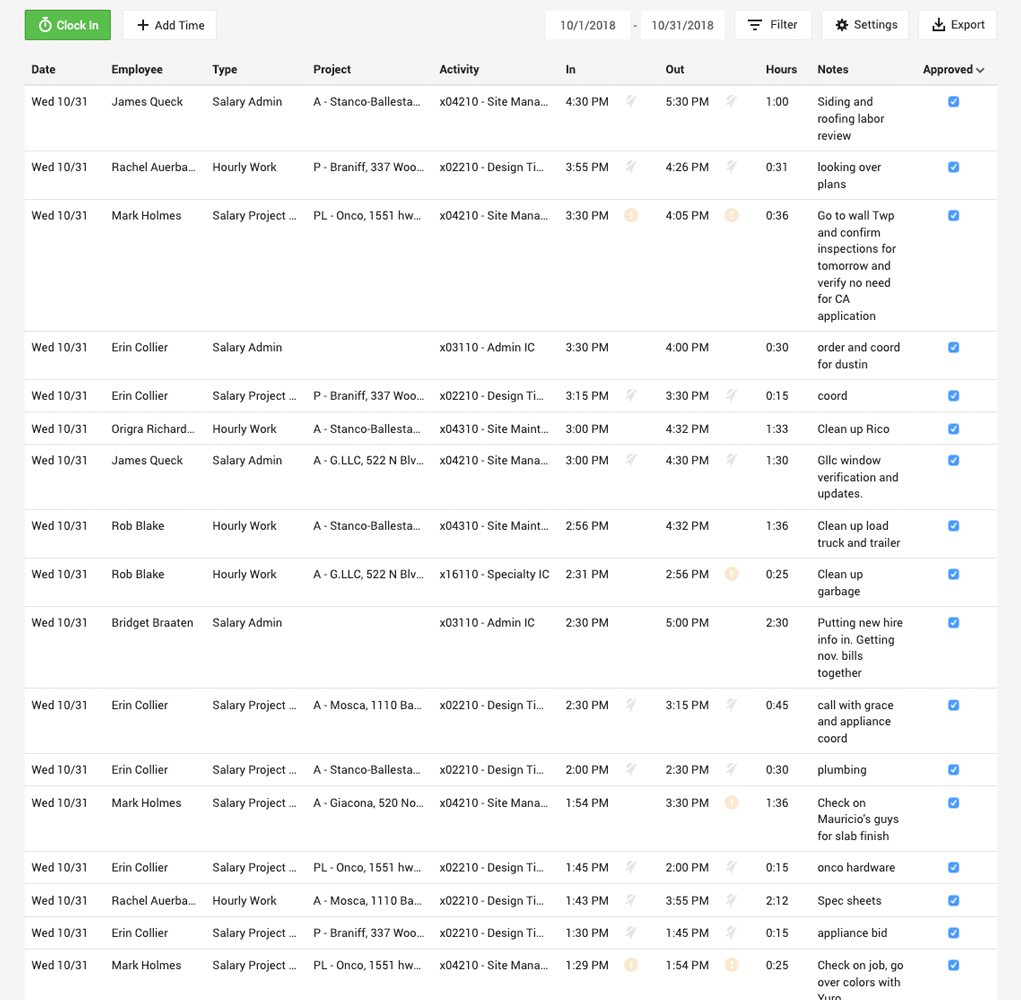 Clock In Add Time 10/1/2018 - 10/31/2018 Filter Settings Export
Date Employee Type Project Activity In Out Hours Notes Approved
Wed 10/31 James Queck Salary Admin A - Stanco-Ballesta... x04210 - Site Mana... 4:30 PM 5:30 PM 1:00 Siding and
roofing labor
review
Wed 10/31 Rachel Auerba... Hourly Work P - Braniff, 337 Woo... x02210 - Design Ti... 3:55 PM 4:26 PM 0:31 looking over
plans
Wed 10/31 Mark Holmes Salary Project ... PL - Onco, 1551 hw... x04210 - Site Mana... 3:30 PM 4:05 PM 0:36 Go to wall Twp
and confirm
inspections for
tomorrow and
verify no need
for CA
application
Wed 10/31 Erin Collier Salary Admin x03110 - Admin IC 3:30 PM 4:00 PM 0:30 order and coord
for dustin
Wed 10/31 Erin Collier Salary Project ... P - Braniff, 337 Woo... x02210 - Design Ti... 3:15 PM 3:30 PM 0:15 coord
Wed 10/31 Origra Richard... Hourly Work A - Stanco-Ballesta... x04310 - Site Maint... 3:00 PM 4:32 PM 1:33 Clean up Rico
Wed 10/31 James Queck Salary Admin A - G.LLC, 522 N Blv... x04210 - Site Mana... 3:00 PM 4:30 PM 1:30 Gllc window
verification and
updates.
Wed 10/31 Rob Blake Hourly Work A - Stanco-Ballesta... x04310 - Site Maint... 2:56 PM 4:32 PM 1:36 Clean up load
truck and trailer
Wed 10/31 Rob Blake Hourly Work A - G.LLC, 522 N Blv... x16110 - Specialty IC 2:31 PM 2:56 PM 0:25 Clean up
garbage
Wed 10/31 Bridget Braaten Salary Admin x03110 - Admin IC 2:30 PM 5:00 PM 2:30 Putting new hire
info in. Getting
nov. bills
together
Wed 10/31 Erin Collier Salary Project ... A - Mosca, 1110 Ba... x02210 - Design Ti... 2:30 PM 3:15 PM 0:45 call with grace
and appliance
coord
Wed 10/31 Erin Collier Salary Project ... A - Stanco-Ballesta... x02210 - Design Ti... 2:00 PM 2:30 PM 0:30 plumbing
Wed 10/31 Mark Holmes Salary Project ... A - Giacona, 520 No... x04210 - Site Mana... 1:54 PM 3:30 PM 1:36 Check on
Mauricio's guys
for slab finish
Wed 10/31 Erin Collier Salary Project ... PL - Onco, 1551 hw... x02210 - Design Ti... 1:45 PM 2:00 PM 0:15 onco hardware
Wed 10/31 Rachel Auerba... Hourly Work A - Mosca, 1110 Ba... x02210 - Design Ti... 1:43 PM 3:55 PM 2:12 Spec sheets
Wed 10/31 Erin Collier Salary Project ... P - Braniff, 337 Woo... x02210 - Design Ti... 1:30 PM 1:45 PM 0:15 appliance bid
Wed 10/31 Mark Holmes Salary Project ... PL - Onco, 1551 hw... x04210 - Site Mana... 1:29 PM 1:54 PM 0:25 Check on job, go
over colors with
Yuro